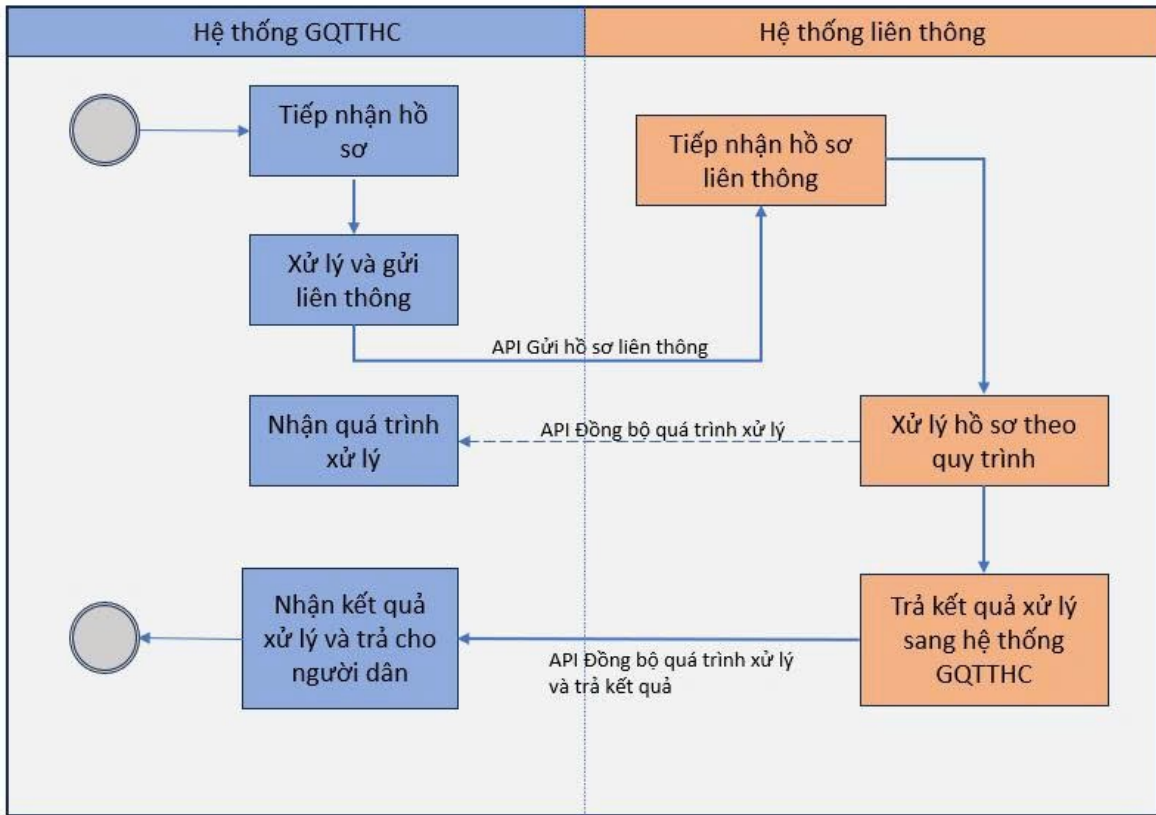 Hệ thống GQTTHC
Hệ thống liên thông
Tiếp nhận hồ
sơ
Tiếp nhận hồ sơ
liên thông
Xử lý và gửi
liên thông
API Gửi hồ sơ liên thông
Nhận quá trình
xử lý
API Đồng bộ quá trình xử lý
Xử lý hồ sơ theo
quy trình
Nhận kết quả
xử lý và trả cho
người dân
API Đồng bộ quá trình xử lý
và trả kết quả
Trả kết quả xử lý
sang hệ thống
GQTTHC